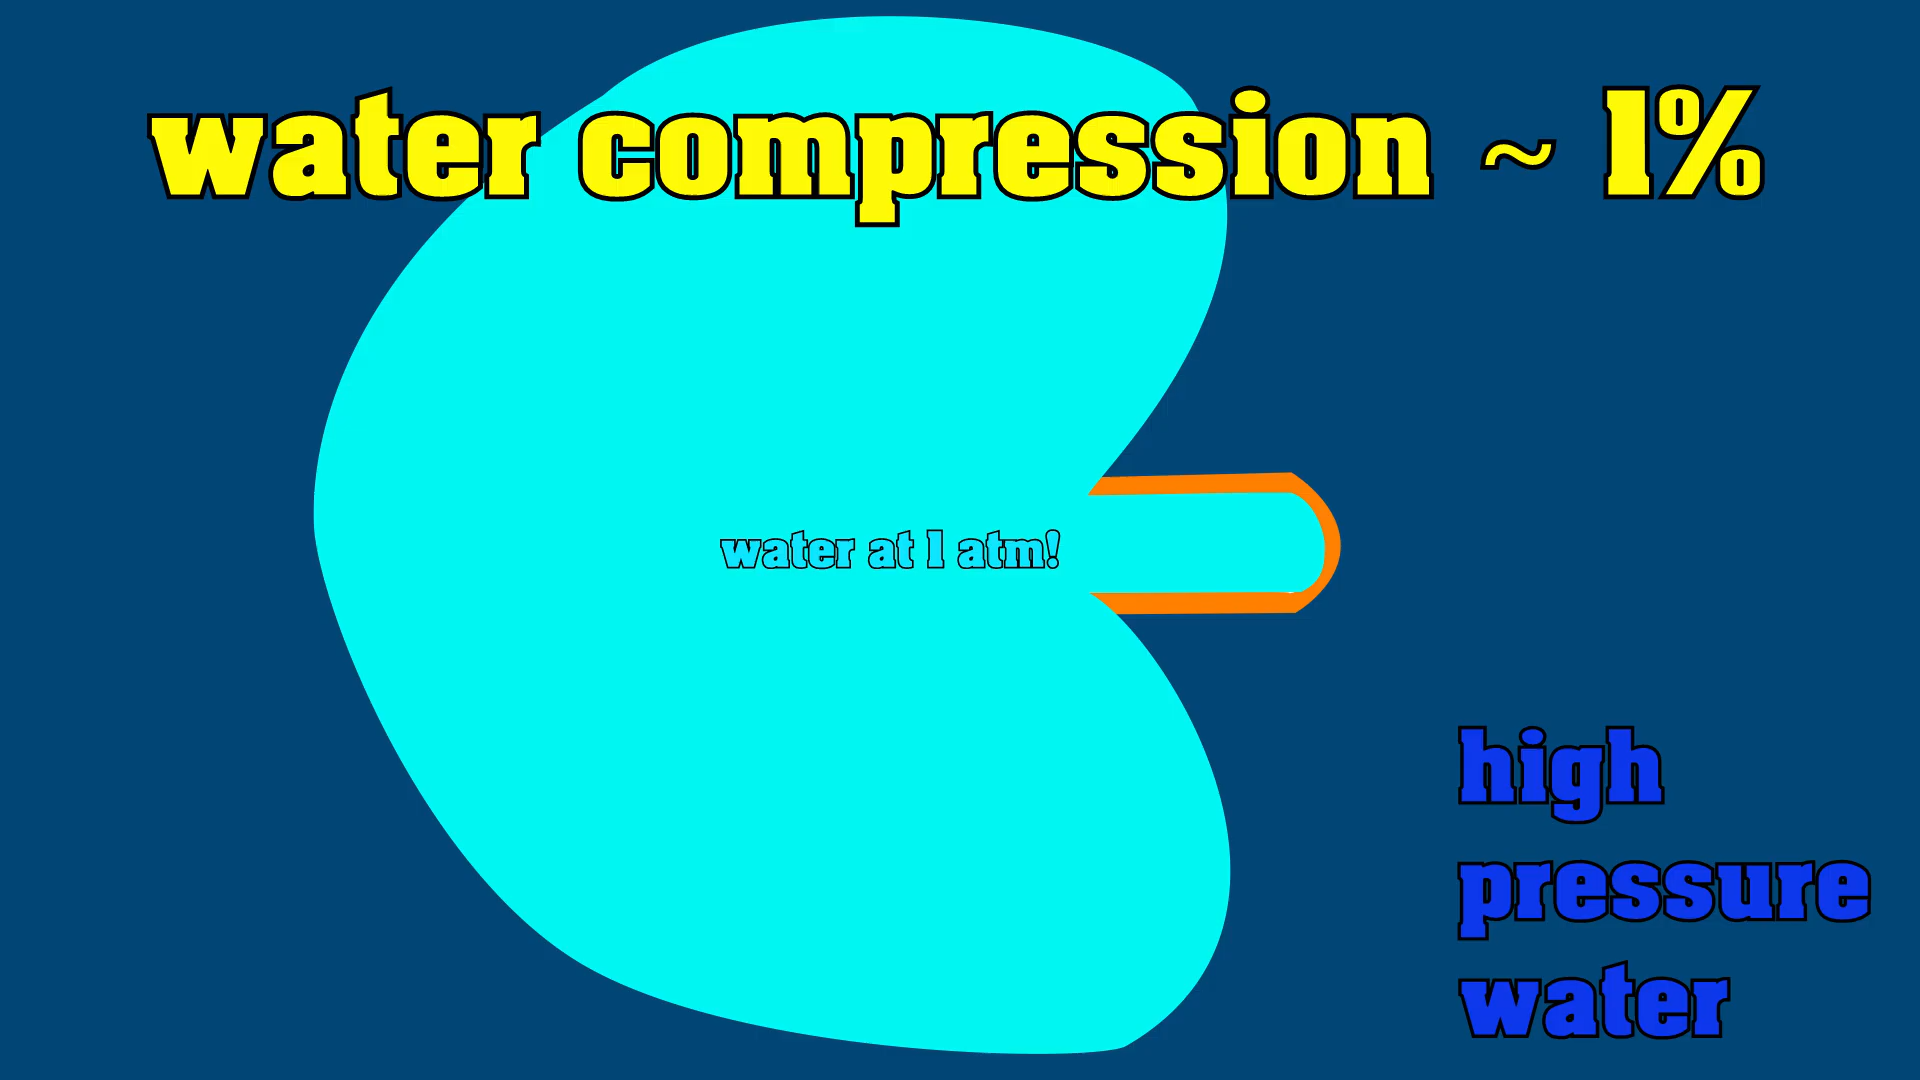 water compression ~ 1%
water at 1 atm!
high
pressure
water